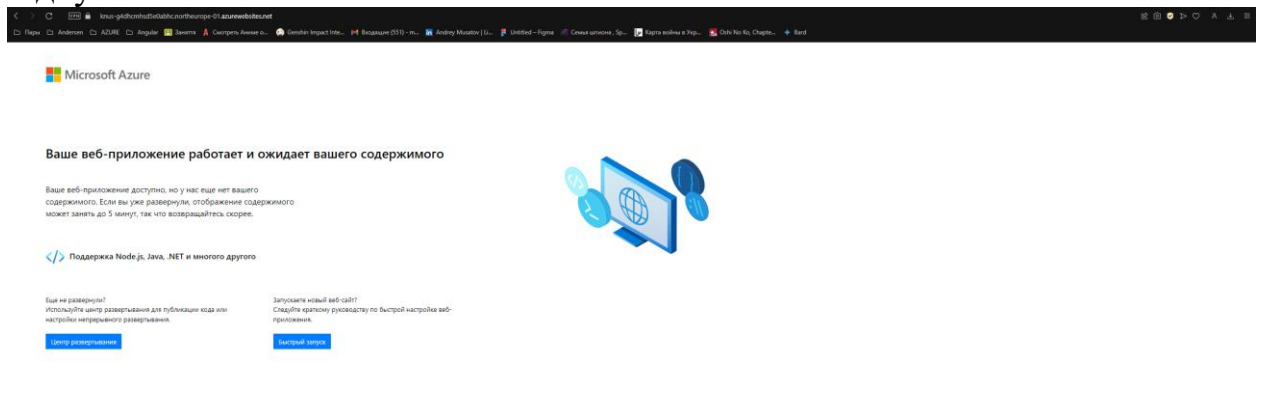 knus-g4dhcmhsd5e0abhc.northeurope-01.azurewebsites.net
Пары Andersen AZURE Angular Занятія Смотреть Аниме о... Genshin Impact Inte... Входящие (551) – m... Andrey Musatov | Li... Untitled – Figma Семья шпиона, Sp... Карта войны в Укр... Oshi No Ko, Chapte... Bard
Microsoft Azure
Ваше веб-приложение работает и ожидает вашего содержимого
Ваше веб-приложение доступно, но у нас еще нет вашего
содержимого. Если вы уже развернули, отображение содержимого
может занять до 5 минут, так что возвращайтесь скорее.
Поддержка Node.js, Java, .NET и многого другого
Еще не развернули?
Используйте центр развертывания для публикации кода или
настройки непрерывного развертывания.
Центр развертывания
Запускаете новый веб-сайт?
Следуйте краткому руководству по быстрой настройке веб-
приложения.
Быстрый запуск